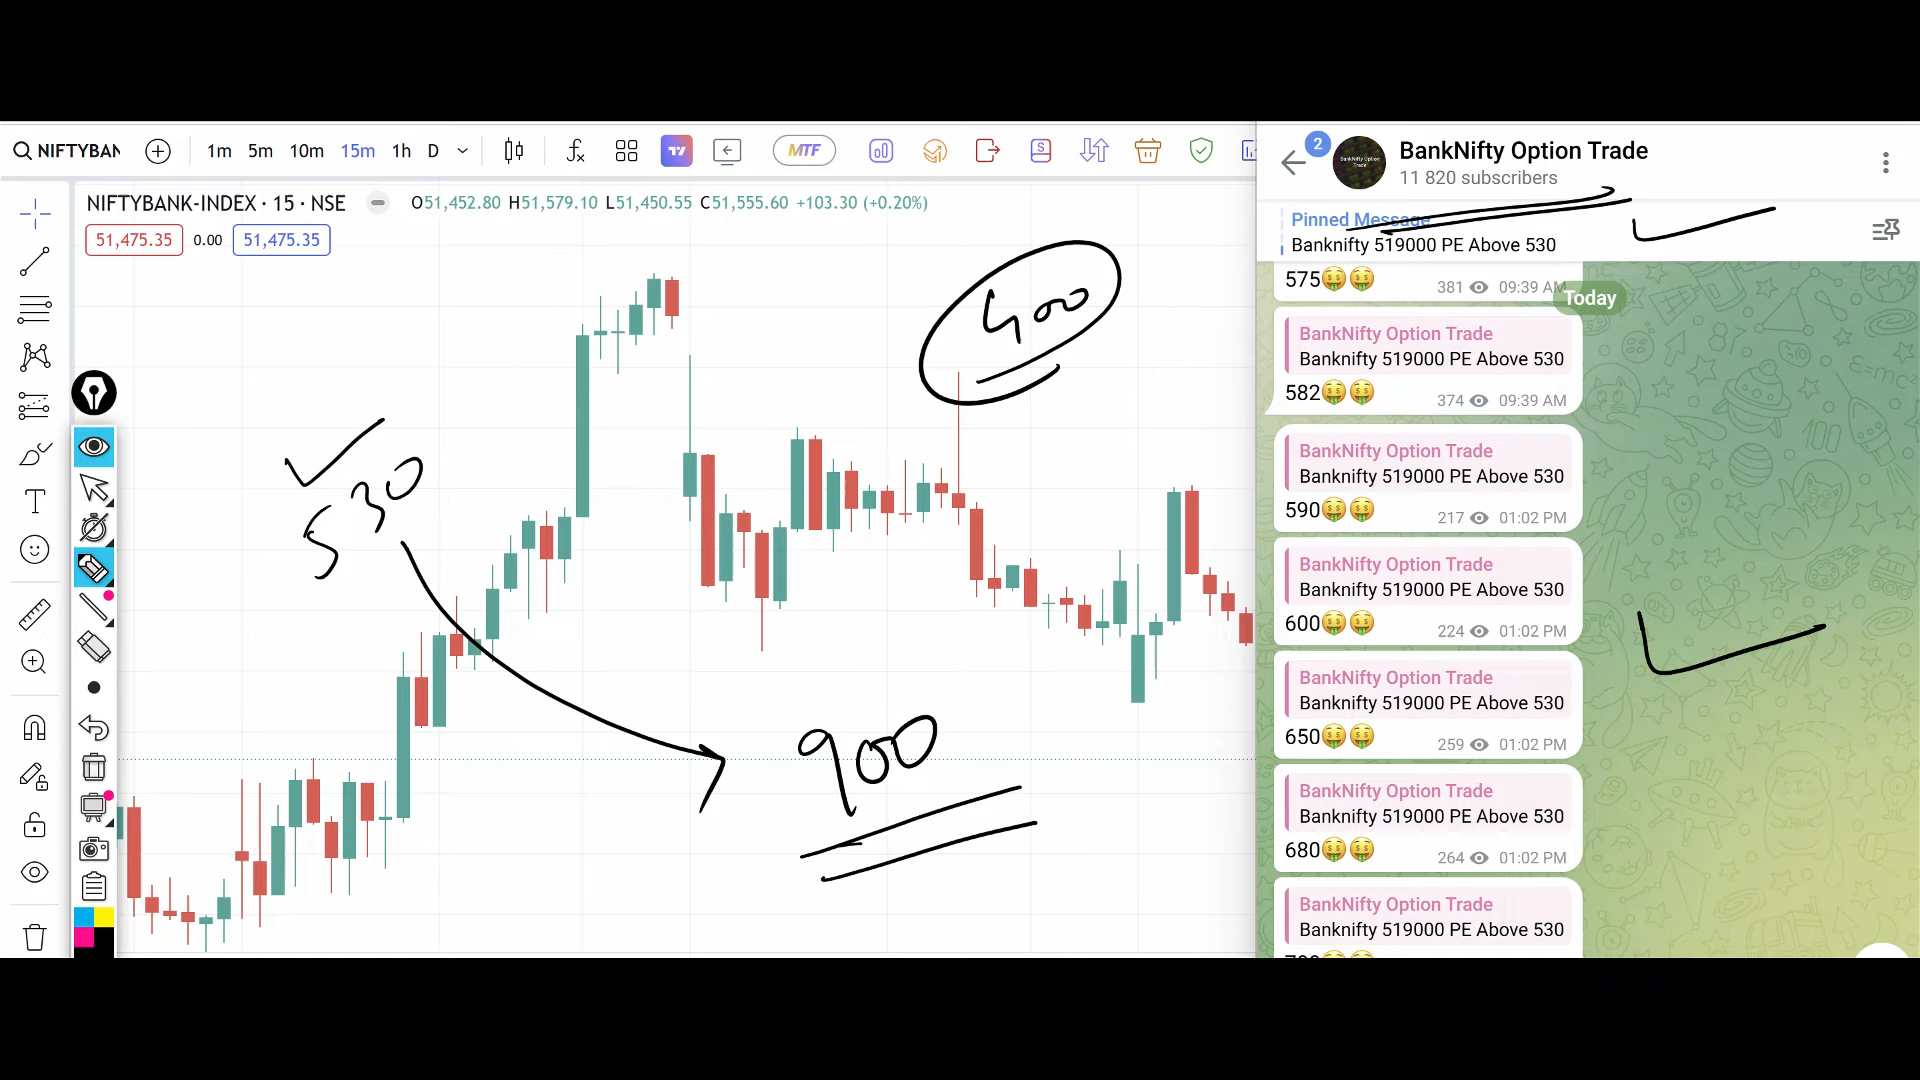 NIFTYBAN 1m 5m 10m 15m 1h D MTF
NIFTYBANK-INDEX · 15 · NSE O51,452.80 H51,579.10 L51,450.55 C51,555.60 +103.30 (+0.20%)
51,475.35 0.00 51,475.35
400
530
900
2
BankNifty Option Trade
BankNifty Option Trade
11 820 subscribers
Pinned Message
Banknifty 519000 PE Above 530
575 381 09:39 AM
Today
BankNifty Option Trade
Banknifty 519000 PE Above 530
582 374 09:39 AM
BankNifty Option Trade
Banknifty 519000 PE Above 530
590 217 01:02 PM
BankNifty Option Trade
Banknifty 519000 PE Above 530
600 224 01:02 PM
BankNifty Option Trade
Banknifty 519000 PE Above 530
650 259 01:02 PM
BankNifty Option Trade
Banknifty 519000 PE Above 530
680 264 01:02 PM
BankNifty Option Trade
Banknifty 519000 PE Above 530